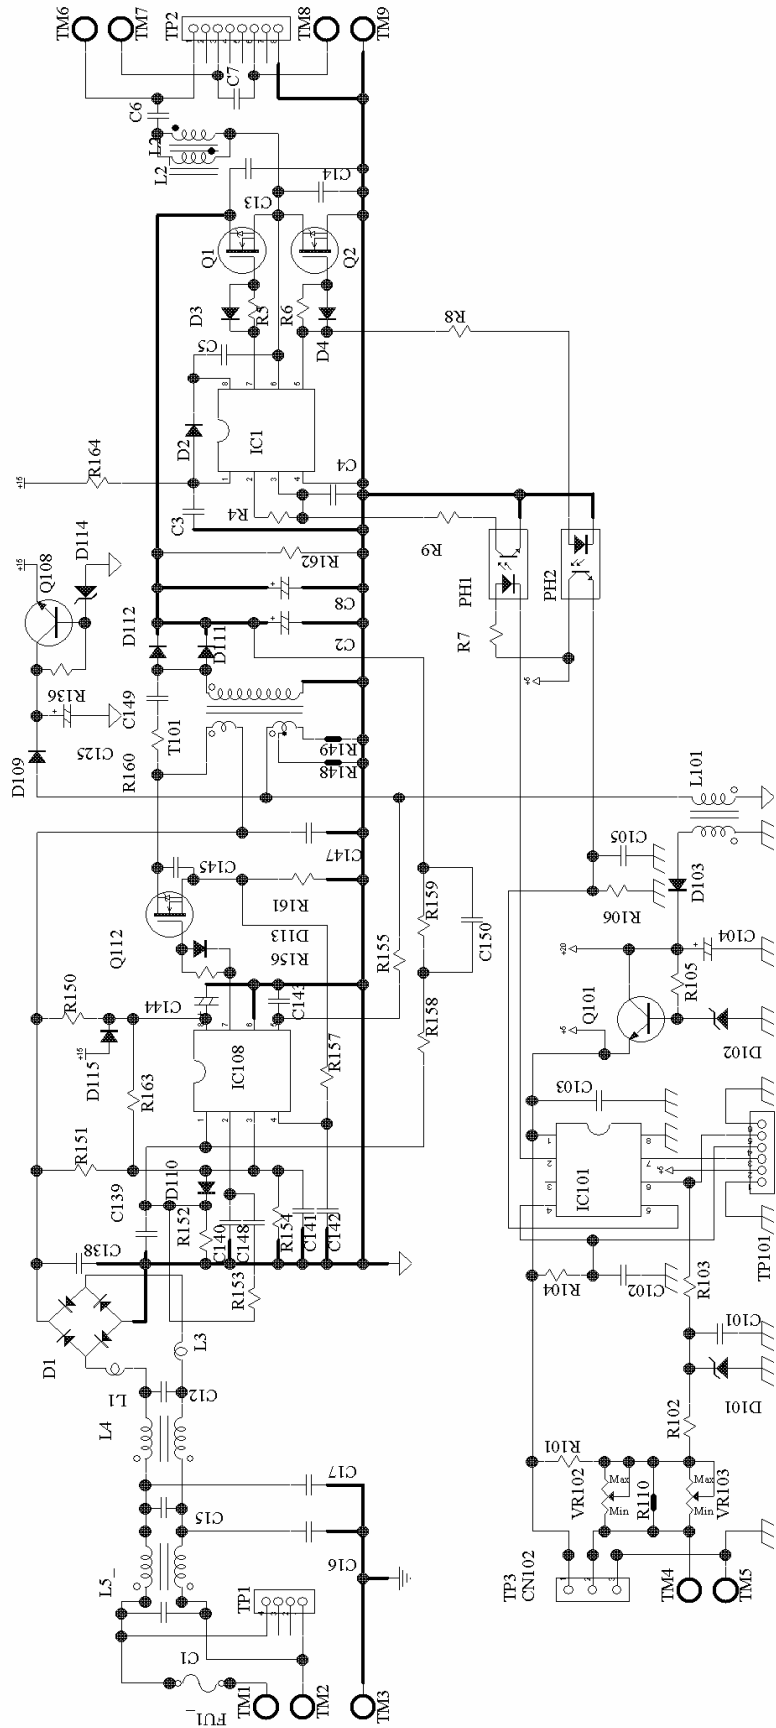 TM6
TM7
TP2
TM8
TM9
C7
C6
L2
L2
C14
C13
Q1
Q2
D3
R5
R6
D4
R8
C5
D2
IC1
R164
+15
C3
R4
C4
R9
R162
C8
C2
PH1
PH2
R7
+5
+15
Q108
D114
D112
D111
R136
C125
C149
T101
R160
D109
R149
R148
L101
C105
R106
D103
C104
C147
C145
R161
D113
R156
Q112
R159
C150
R155
R158
R150
C144
C143
+15
D115
R163
IC108
R157
+20
+5
Q101
R105
D102
C103
IC101
R151
C139
D110
R152
C140
C148
R153
R154
C141
C142
C138
D1
L3
L1
C12
L4
R104
C102
R103
+5
TP101
C101
D101
R102
R101
VR102
Max
Min
R110
Max
Min
VR103
C17
C15
C16
L5_
TP1
C1
FU1_
TM1
TM2
TM3
TP3
CN102
TM4
TM5